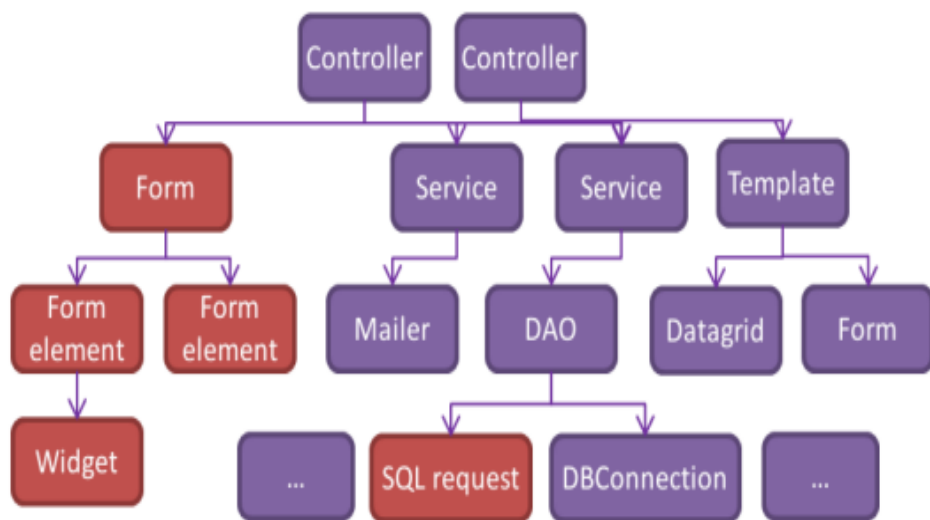 Controller
Controller
Form
Service
Service
Template
Form
element
Form
element
Mailer
DAO
Datagrid
Form
Widget
...
SQL request
DBConnection
...